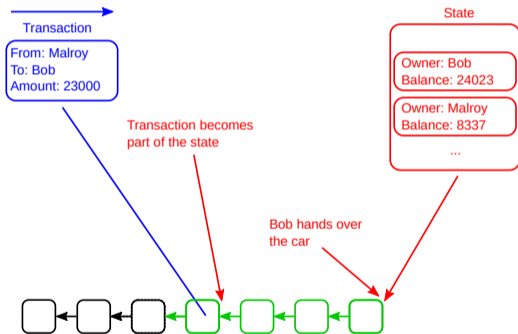 Transaction
From: Malroy
To: Bob
Amount: 23000
State
Owner: Bob
Balance: 24023
Owner: Malroy
Balance: 8337
...
Transaction becomes
part of the state
Bob hands over
the car